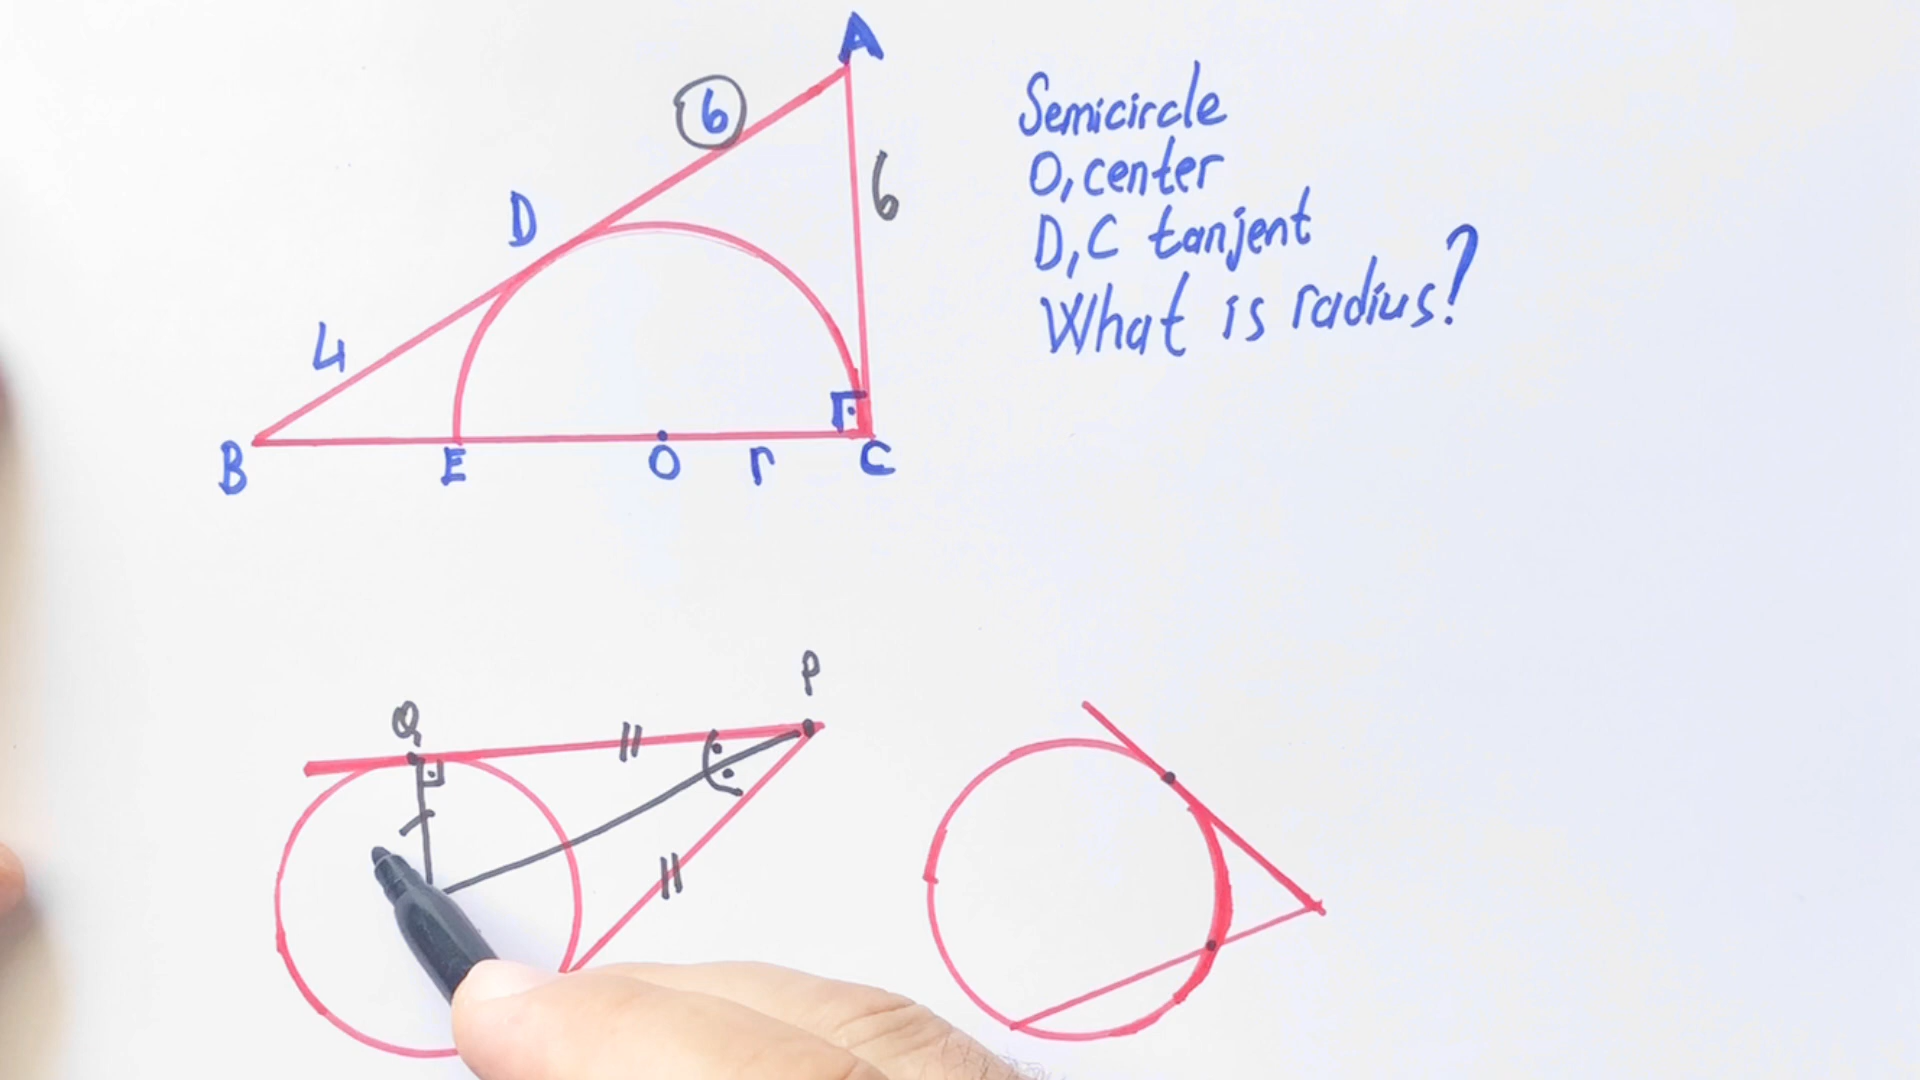 A
6
Semicircle
O, center
6
D
D, C tanjent
What is radius?
4
B
E
O
r
C
P
Q